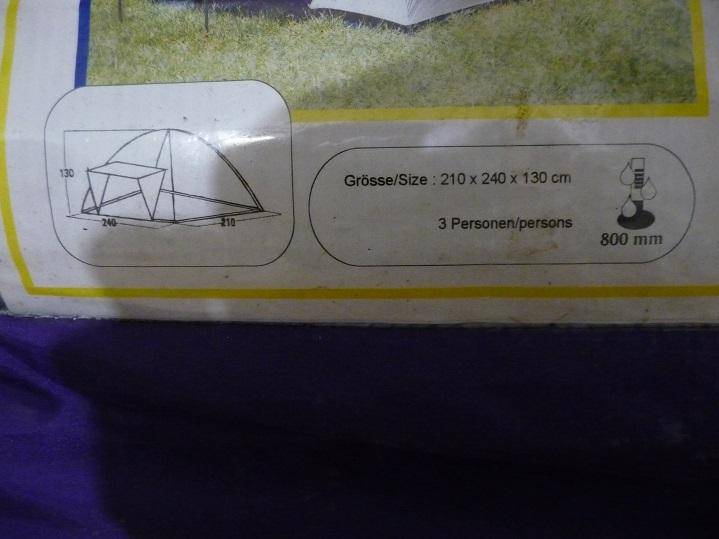 130
240
210
Grösse/Size : 210 x 240 x 130 cm
3 Personen/persons
800 mm